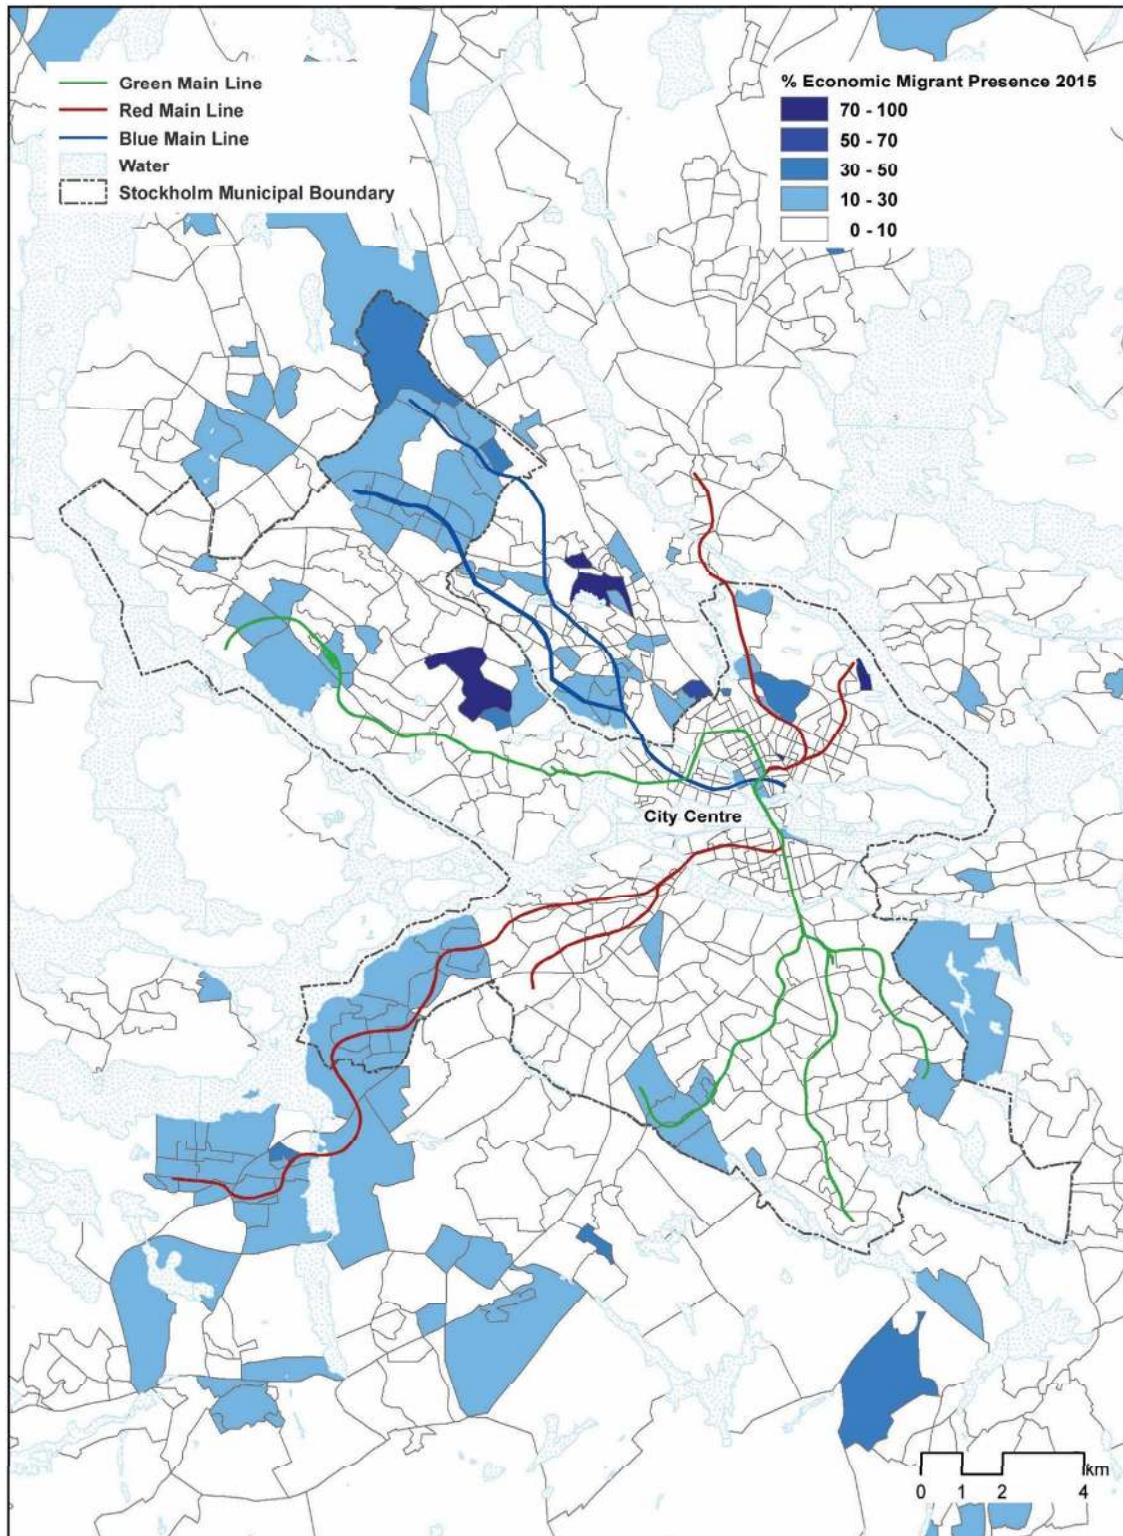 Green Main Line
Red Main Line
Blue Main Line
Water
Stockholm Municipal Boundary
% Economic Migrant Presence 2015
70 - 100
50 - 70
30 - 50
10 - 30
0 - 10
City Centre
km
0 1 2 4